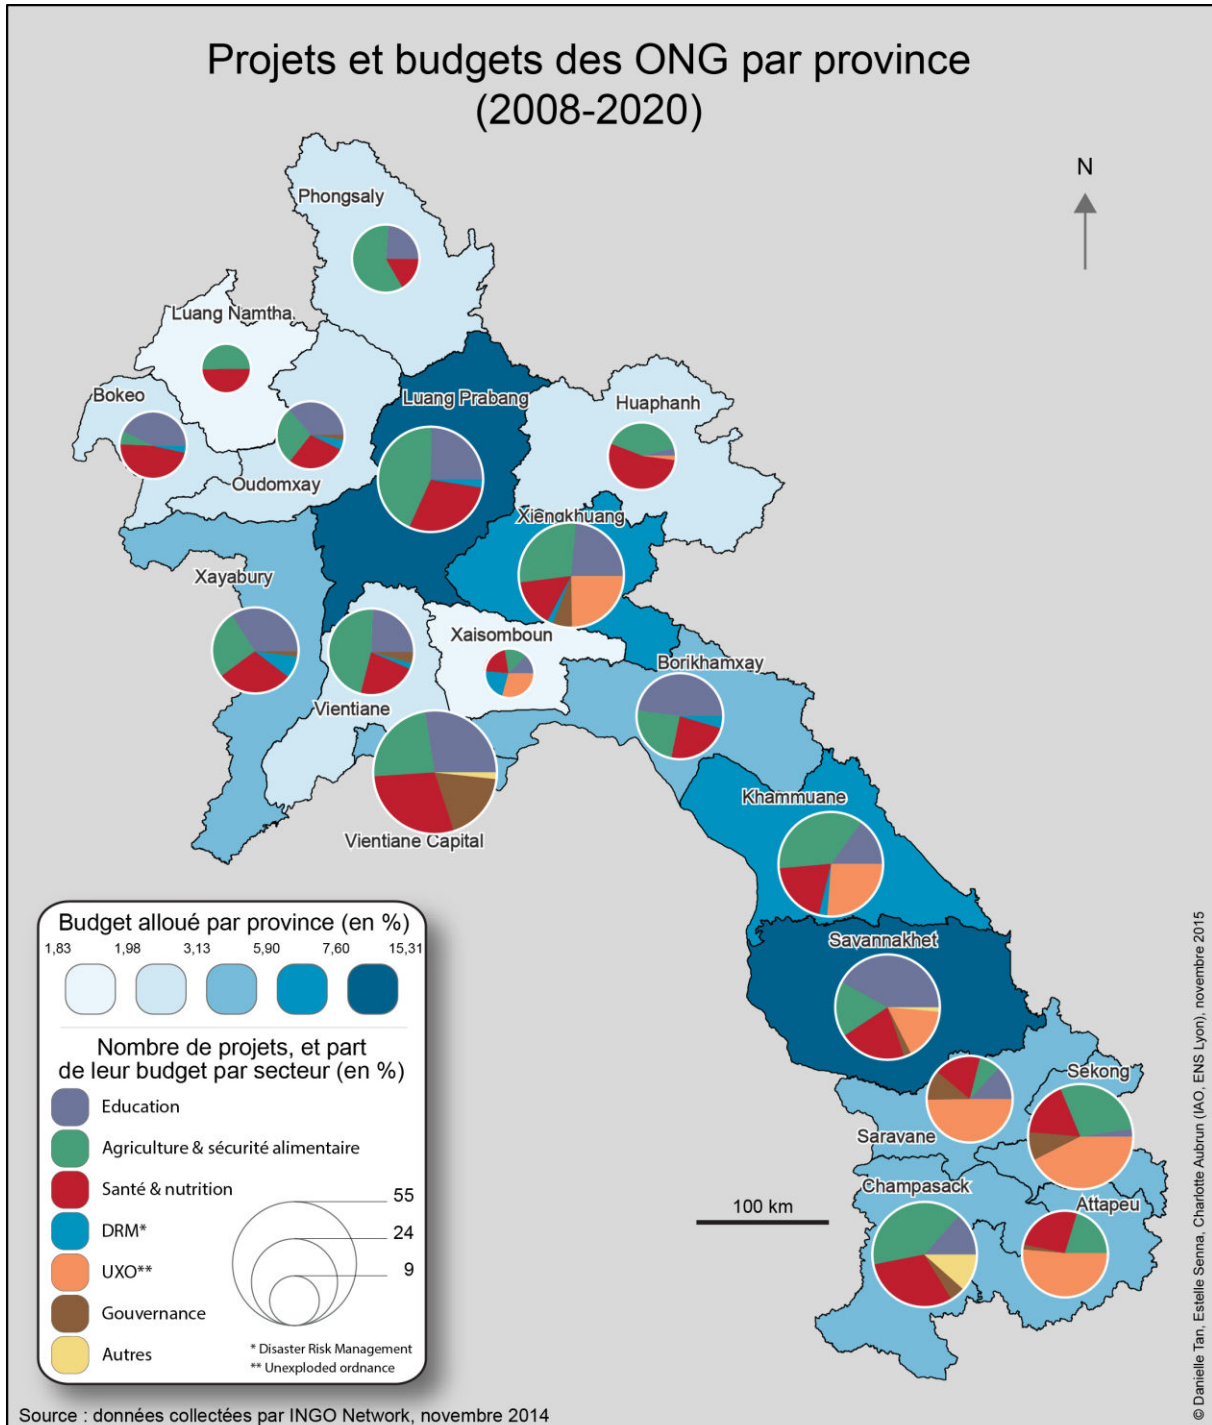 Projets et budgets des ONG par province
(2008-2020)
N
Phongsaly
Luang Namtha.
Bokeo
Luang Prabang
Huaphanh
Oudomxay
Xiengkhuang
Xayabury
Xaisomboun
Borikhamxay
Vientiane
Khammuane
Vientiane Capital
Savannakhet
Sekong
Saravane
Champasack
Attapeu
100 km
Budget alloué par province (en %)
1,83 1,98 3,13 5,90 7,60 15,31
Nombre de projets, et part
de leur budget par secteur (en %)
Education
Agriculture & sécurité alimentaire
Santé & nutrition
DRM*
UXO**
Gouvernance
Autres
55
24
9
* Disaster Risk Management
** Unexploded ordnance
Source : données collectées par INGO Network, novembre 2014
© Danielle Tan, Estelle Senna, Charlotte Aubrun (IAO, ENS Lyon), novembre 2015